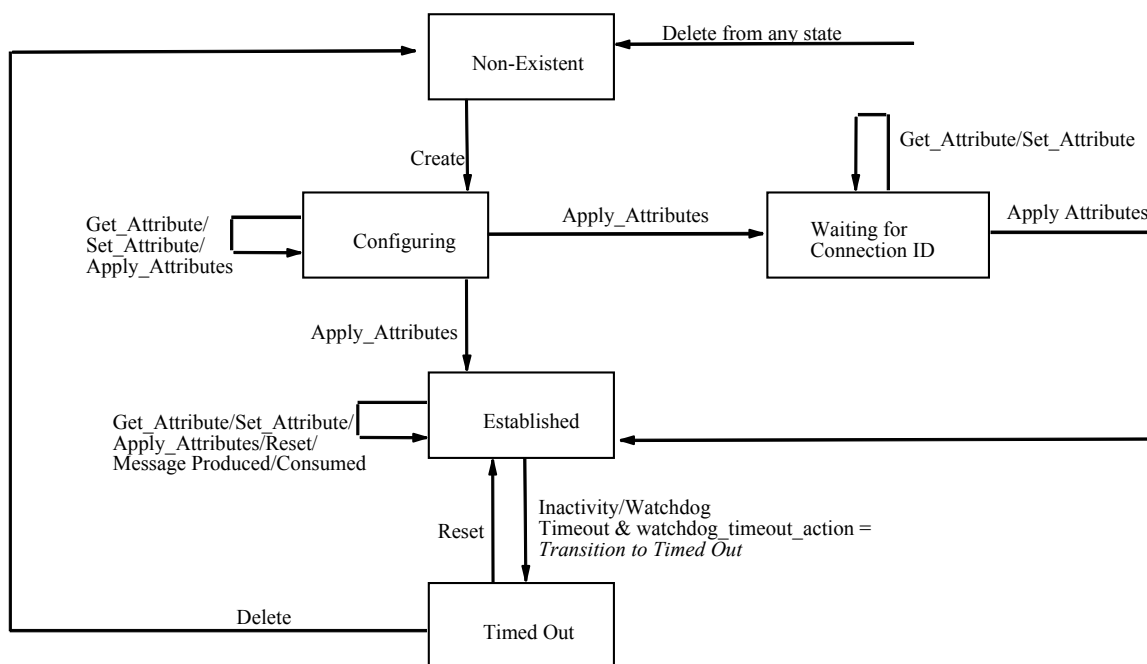 Delete from any state
Non-Existent
Create
Get_Attribute/Set_Attribute
Get_Attribute/
Set_Attribute/
Apply_Attributes
Configuring
Apply_Attributes
Waiting for
Connection ID
Apply Attributes
Apply_Attributes
Get_Attribute/Set_Attribute/
Apply_Attributes/Reset/
Message Produced/Consumed
Established
Reset
Inactivity/Watchdog
Timeout & watchdog_timeout_action =
Transition to Timed Out
Delete
Timed Out